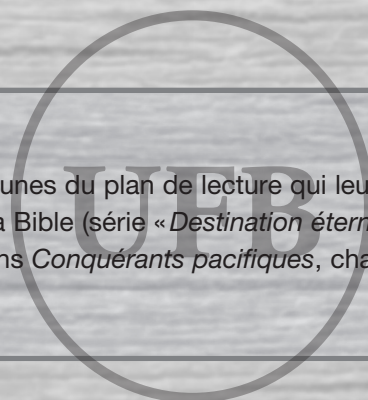 unes du plan de lecture qui leu
a Bible (série «Destination étern
ns Conquérants pacifiques, cha
UFB